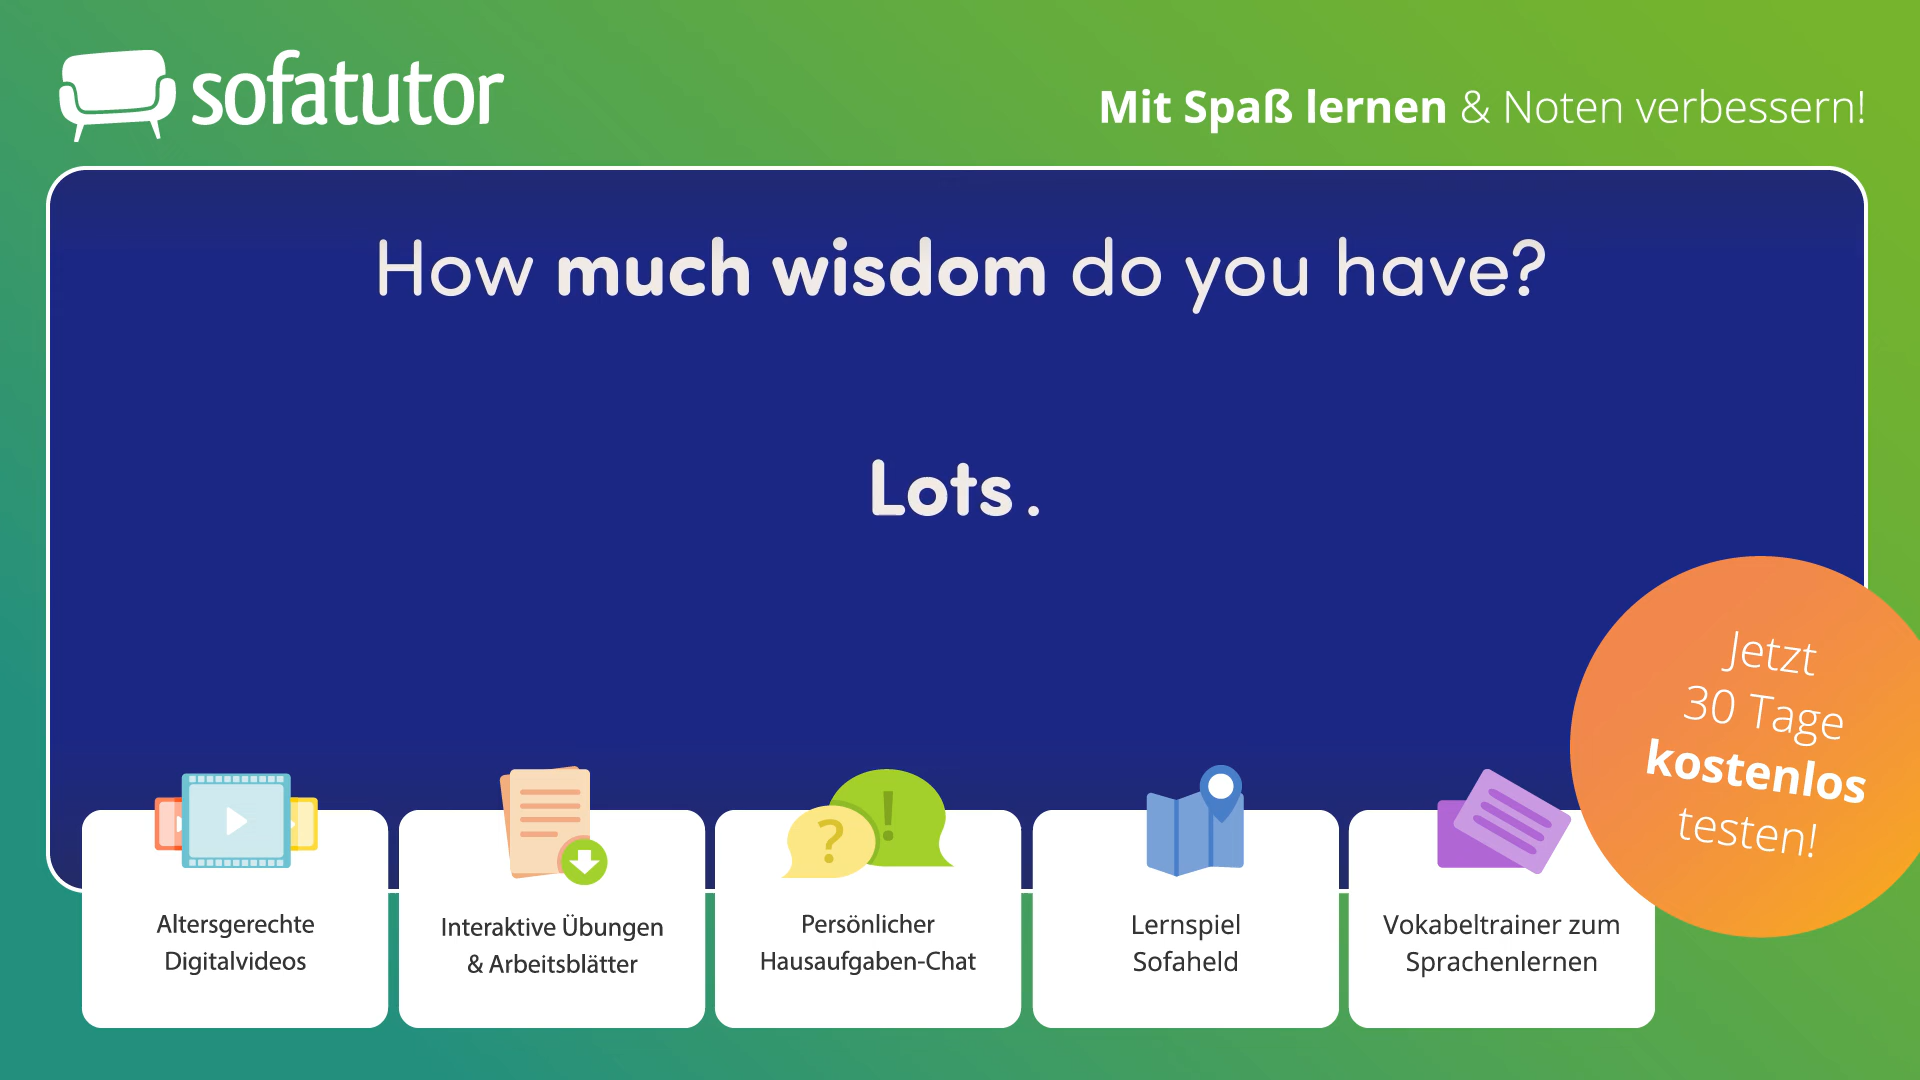 sofatutor
Mit Spaß lernen & Noten verbessern!
How much wisdom do you have?
Lots.
Jetzt
30 Tage
kostenlos
testen!
? !
Altersgerechte
Digitalvideos
Interaktive Übungen
& Arbeitsblätter
Persönlicher
Hausaufgaben-Chat
Lernspiel
Sofaheld
Vokabeltrainer zum
Sprachenlernen